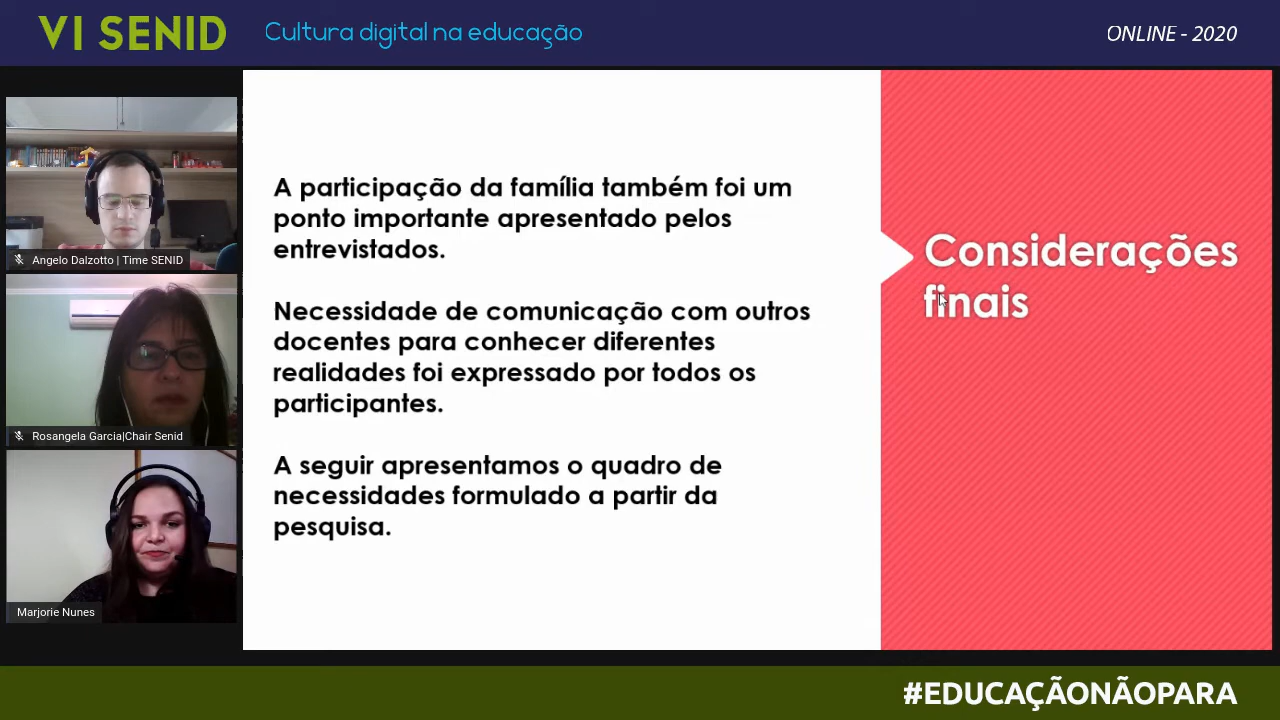 VI SENID
Cultura digital na educação
ONLINE - 2020
Angelo Dalzotto | Time SENID
Rosangela Garcia|Chair Senid
Marjorie Nunes
A participação da família também foi um
ponto importante apresentado pelos
entrevistados.
Necessidade de comunicação com outros
docentes para conhecer diferentes
realidades foi expressado por todos os
participantes.
A seguir apresentamos o quadro de
necessidades formulado a partir da
pesquisa.
Considerações
finais
#EDUCAÇÃONÃOPARA